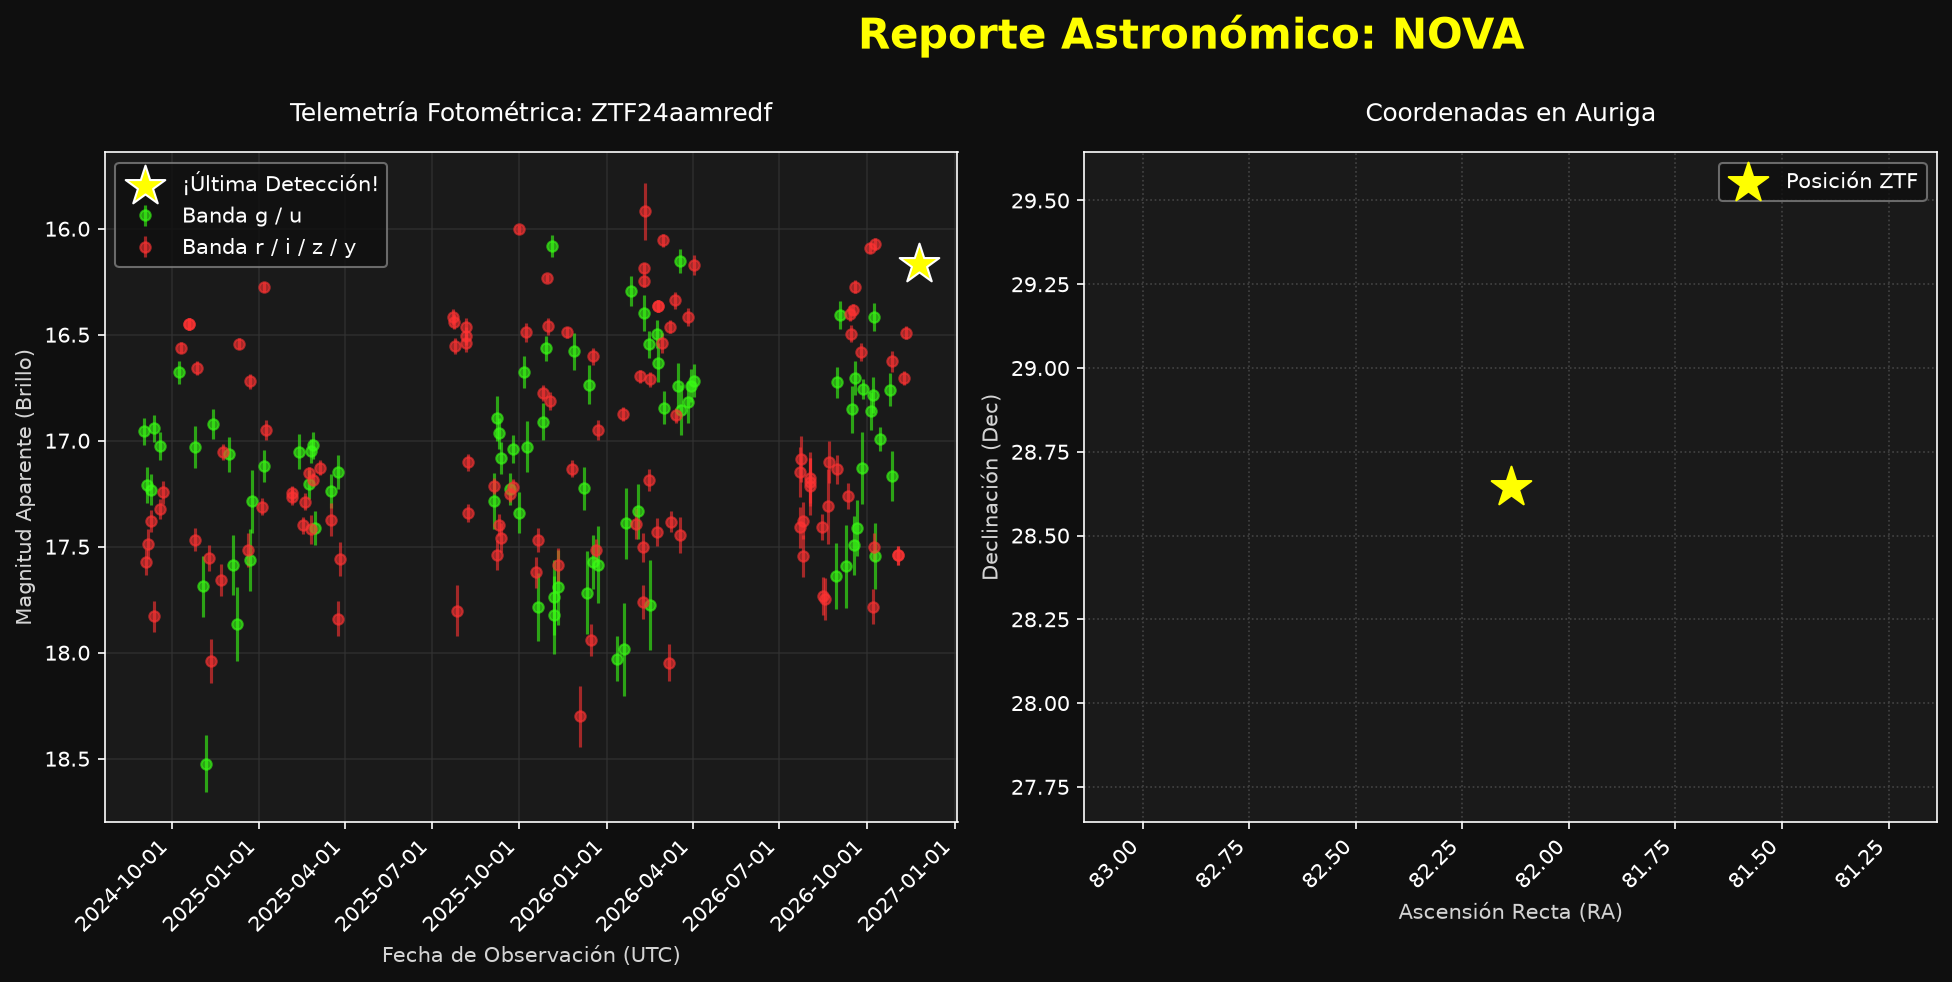 Reporte Astronómico: NOVA
Telemetría Fotométrica: ZTF24aamredf
¡Última Detección!
Banda g / u
Banda r / i / z / y
Magnitud Aparente (Brillo)
16.0
16.5
17.0
17.5
18.0
18.5
2024-10-01
2025-01-01
2025-04-01
2025-07-01
2025-10-01
2026-01-01
2026-04-01
2026-07-01
2026-10-01
2027-01-01
Fecha de Observación (UTC)
Coordenadas en Auriga
Posición ZTF
Declinación (Dec)
29.50
29.25
29.00
28.75
28.50
28.25
28.00
27.75
83.00
82.75
82.50
82.25
82.00
81.75
81.50
81.25
Ascensión Recta (RA)